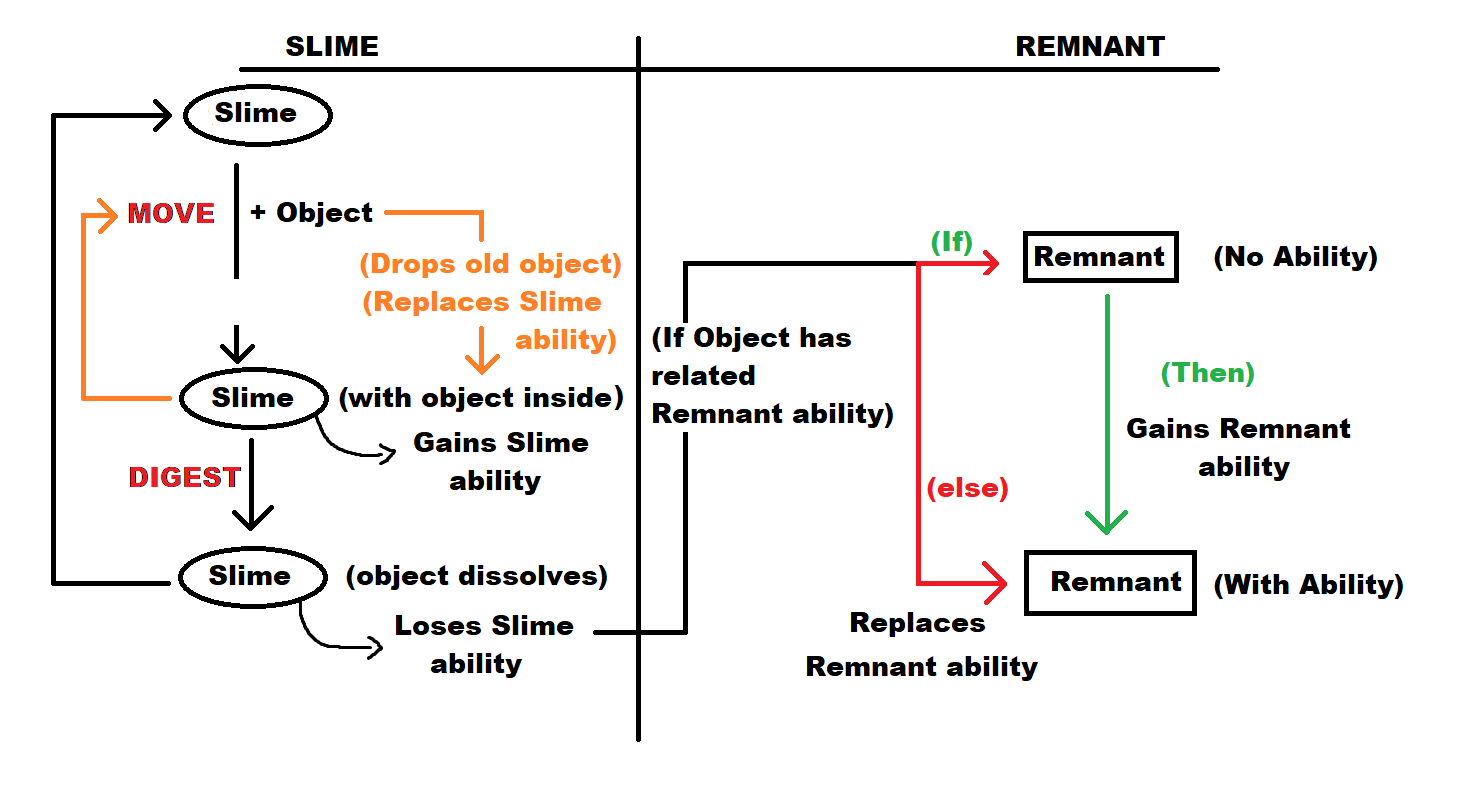 SLIME
REMNANT
Slime
MOVE
+ Object
(Drops old object)
(Replaces Slime
ability)
Slime
(with object inside)
Gains Slime
ability
DIGEST
Slime
(object dissolves)
Loses Slime
ability
(If Object has
related
Remnant ability)
(If)
Remnant
(No Ability)
(Then)
Gains Remnant
ability
(else)
Remnant
(With Ability)
Replaces
Remnant ability